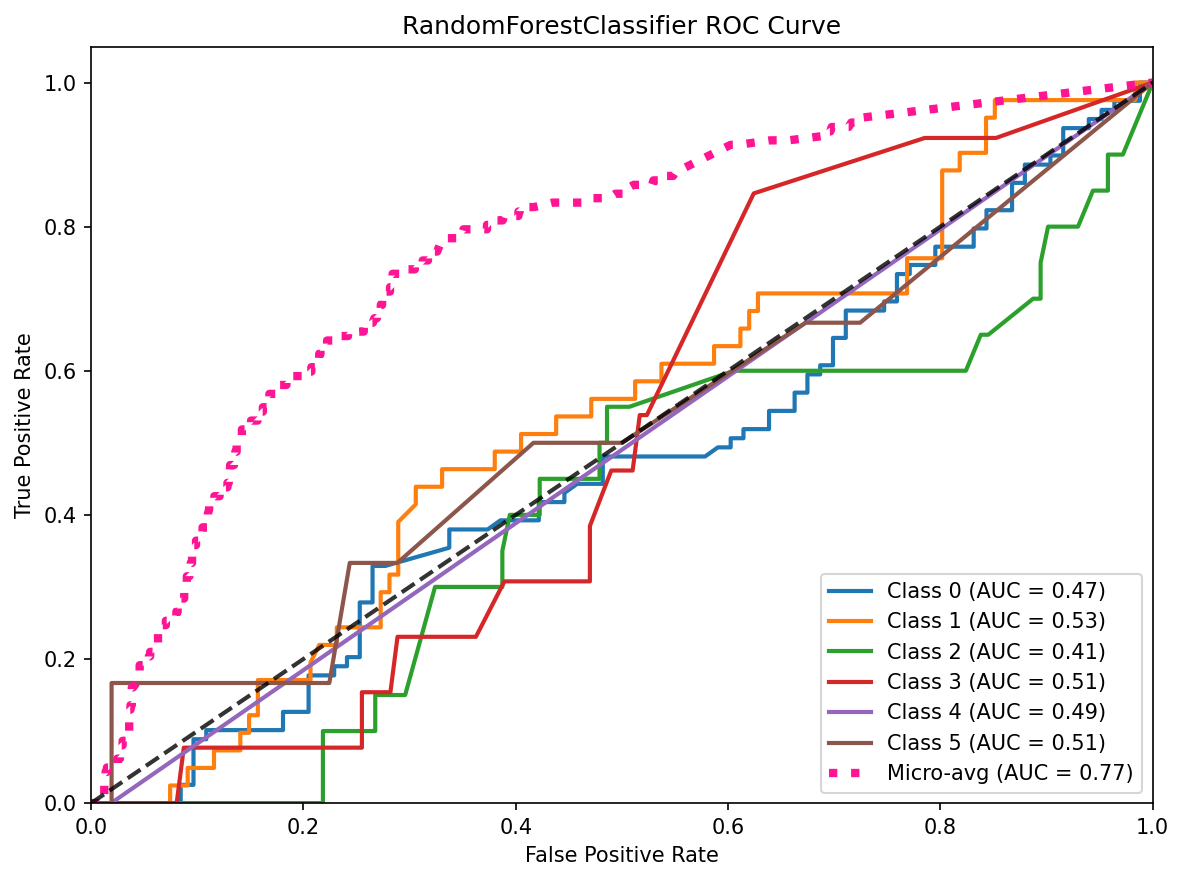 RandomForestClassifier ROC Curve
True Positive Rate
1.0
0.8
0.6
0.4
0.2
0.0
0.0 0.2 0.4 0.6 0.8 1.0
False Positive Rate
Class 0 (AUC = 0.47)
Class 1 (AUC = 0.53)
Class 2 (AUC = 0.41)
Class 3 (AUC = 0.51)
Class 4 (AUC = 0.49)
Class 5 (AUC = 0.51)
Micro-avg (AUC = 0.77)